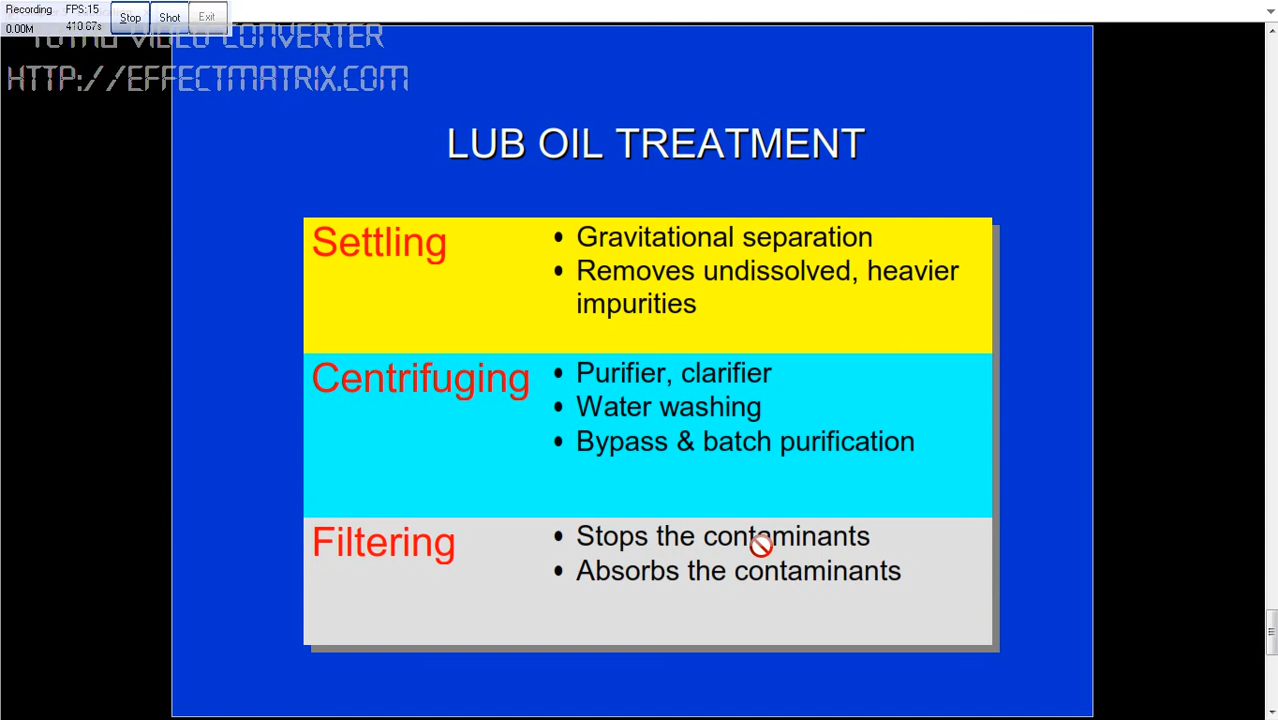 Recording
FPS:15
Stop
Shot
Exit
0.00M
410.67s
TOTAL VIDEO CONVERTER
HTTP://EFFECTMATRIX.COM
LUB OIL TREATMENT
Settling
• Gravitational separation
• Removes undissolved, heavier
impurities
Centrifuging
• Purifier, clarifier
• Water washing
• Bypass & batch purification
Filtering
• Stops the contaminants
• Absorbs the contaminants